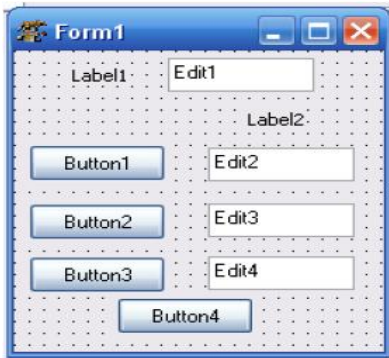 Form1
Label1 Edit1
Label2
Button1 Edit2
Button2 Edit3
Button3 Edit4
Button4